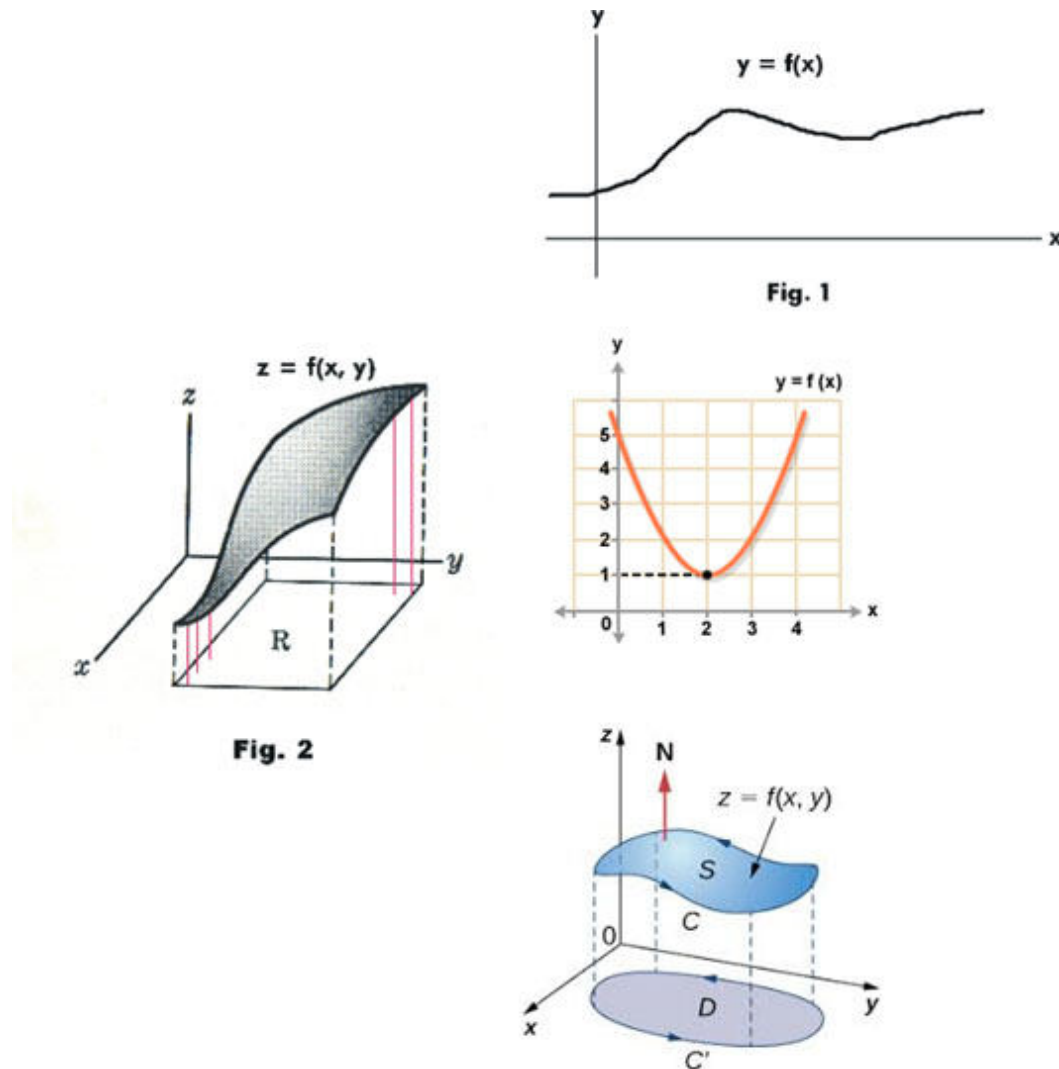 y
y = f(x)
x
Fig. 1
z = f(x, y)
z
y
R
x
Fig. 2
y
y = f (x)
5
4
3
2
1
0
1 2 3 4
x
z
N
z = f(x, y)
S
C
0
D
x
y
C'